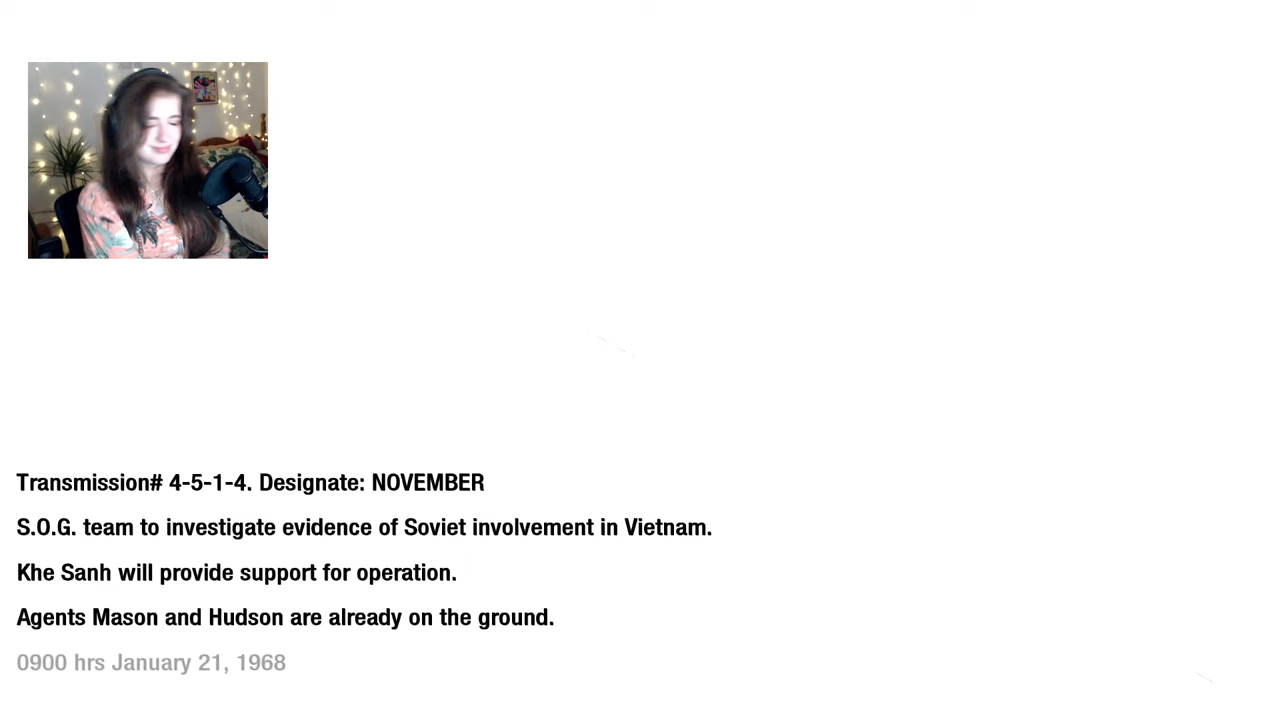 Transmission# 4-5-1-4. Designate: NOVEMBER
S.O.G. team to investigate evidence of Soviet involvement in Vietnam.
Khe Sanh will provide support for operation.
Agents Mason and Hudson are already on the ground.
0900 hrs January 21, 1968